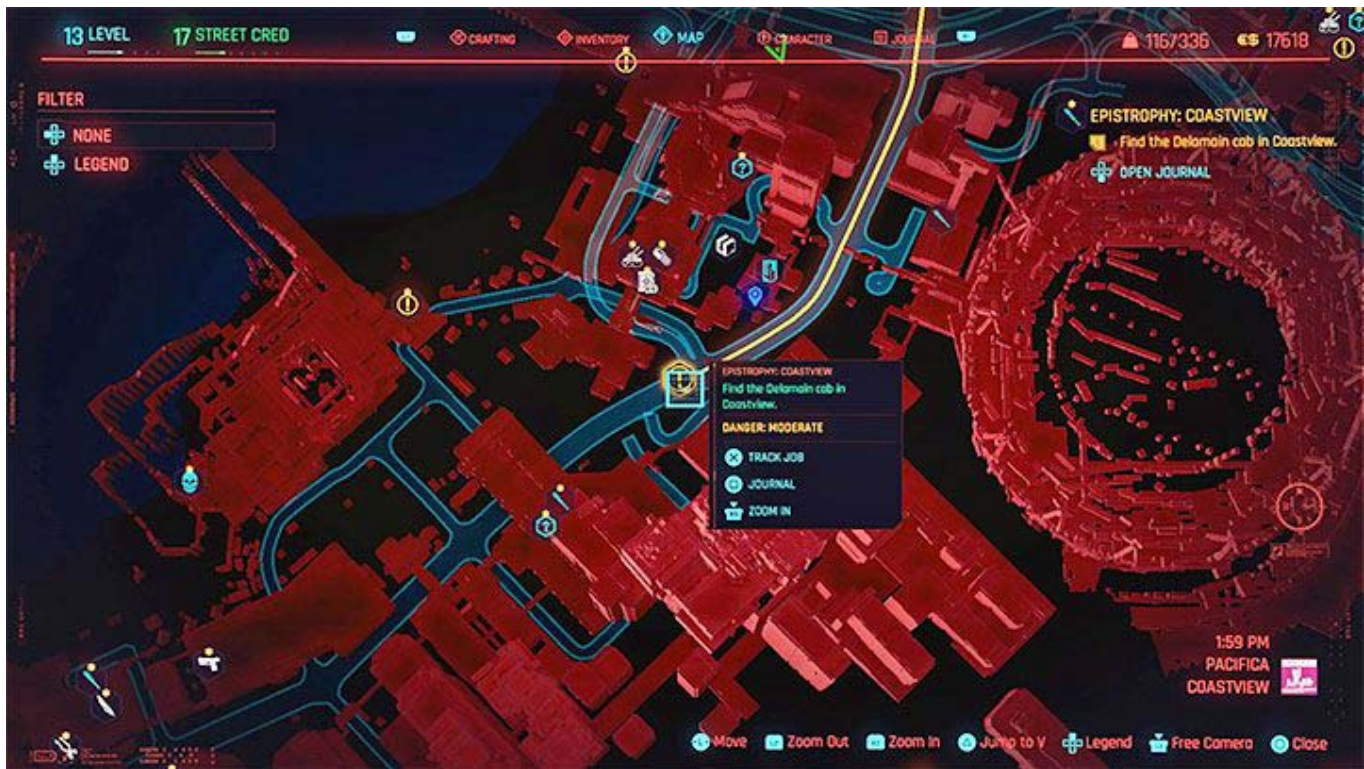 13 LEVEL
17 STREET CRED
CRAFTING
INVENTORY
MAP
CHARACTER
JOURNAL
116/336
€$ 17618
FILTER
NONE
LEGEND
EPISTROPHY: COASTVIEW
Find the Delamain cab in Coastview.
OPEN JOURNAL
EPISTROPHY: COASTVIEW
Find the Delamain cab in
Coastview.
DANGER: MODERATE
TRACK JOB
JOURNAL
ZOOM IN
1:59 PM
PACIFICA
COASTVIEW
Move
Zoom Out
Zoom In
Jump to V
Legend
Free Camera
Close